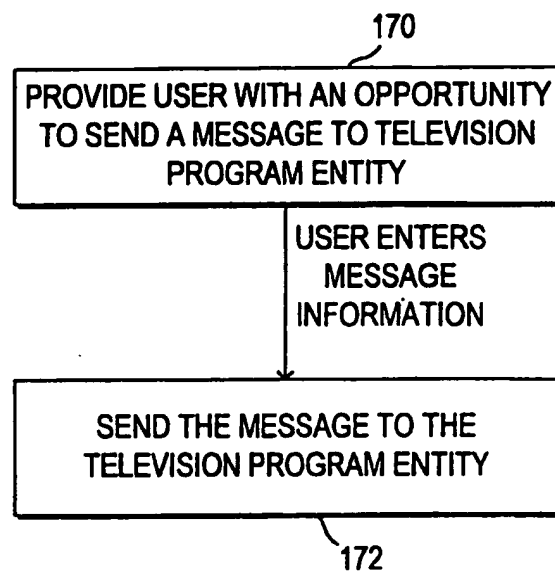 170
PROVIDE USER WITH AN OPPORTUNITY
TO SEND A MESSAGE TO TELEVISION
PROGRAM ENTITY
USER ENTERS
MESSAGE
INFORMATION
SEND THE MESSAGE TO THE
TELEVISION PROGRAM ENTITY
172